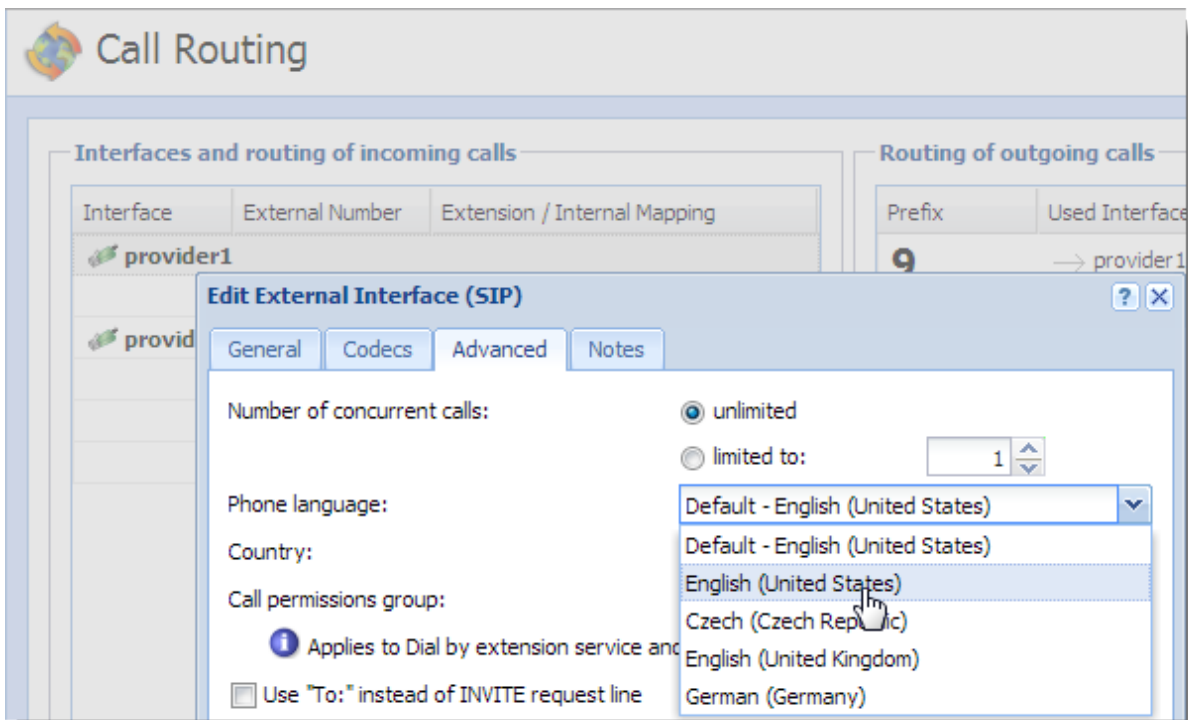 Call Routing
Interfaces and routing of incoming calls
Routing of outgoing calls
Interface External Number Extension / Internal Mapping
Prefix Used Interface
provider1
9 → provider1
Edit External Interface (SIP)
?
provid
General Codecs Advanced Notes
Number of concurrent calls: unlimited
limited to: 1
Phone language: Default - English (United States)
Default - English (United States)
Country:
English (United States)
Call permissions group:
Czech (Czech Republic)
i Applies to Dial by extension service and
English (United Kingdom)
Use "To:" instead of INVITE request line
German (Germany)